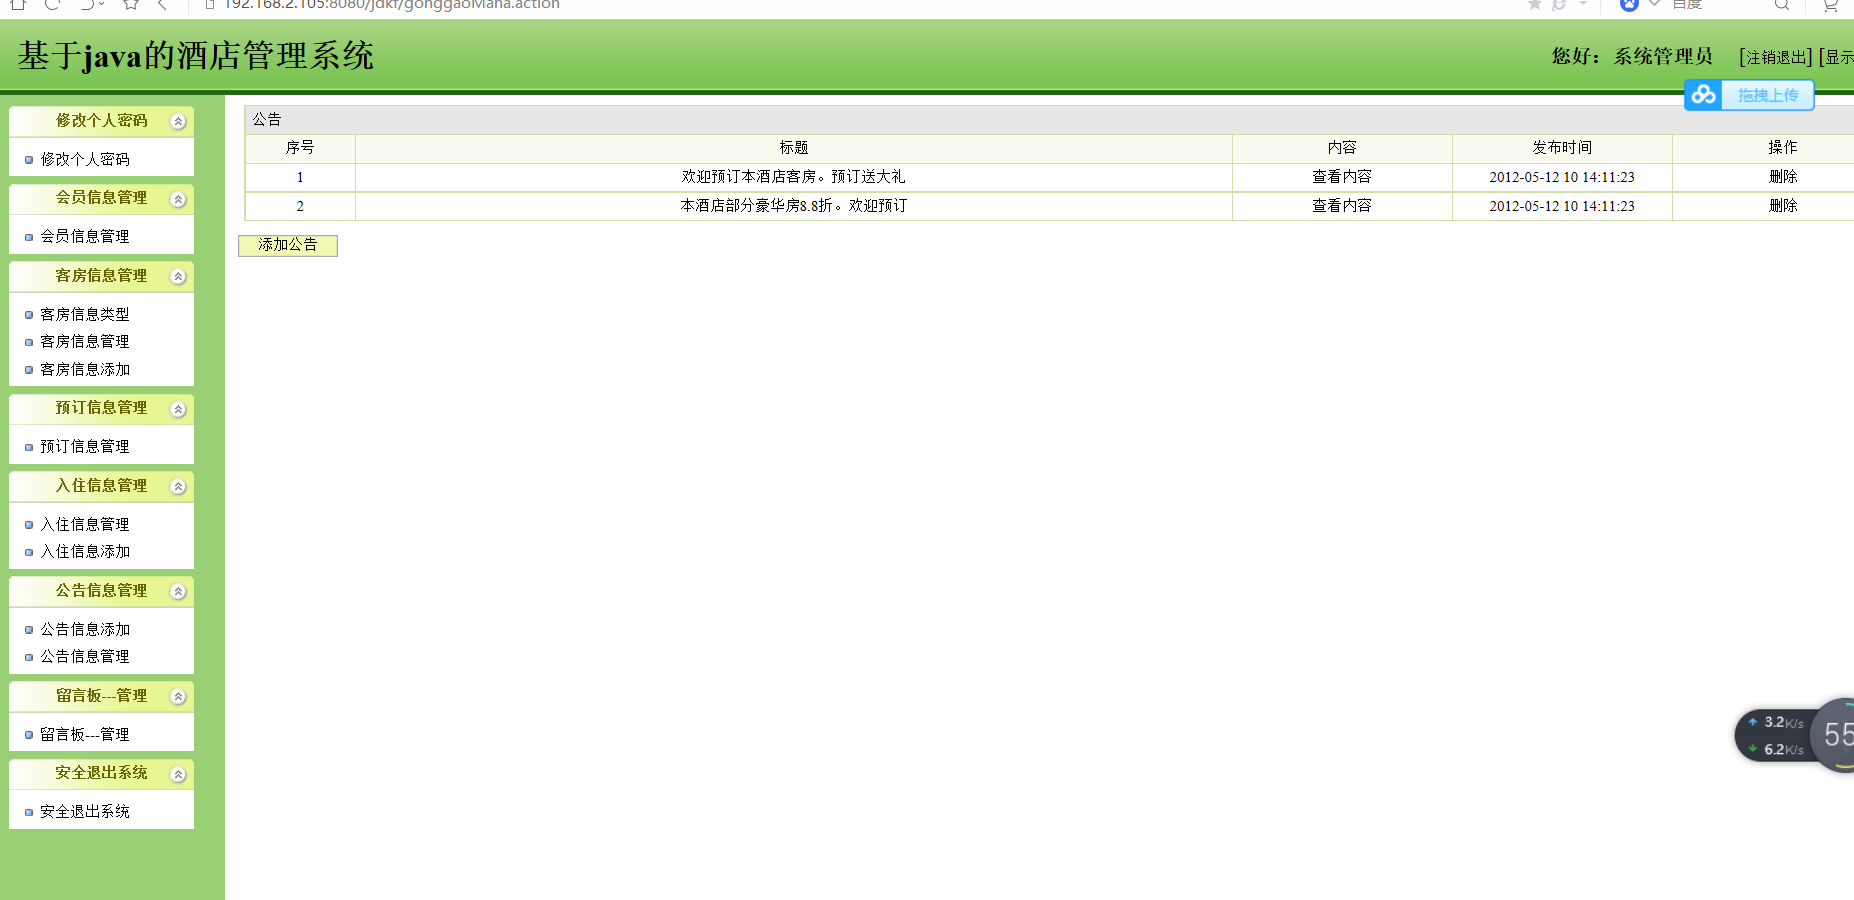 192.168.2.105:8080/jdkf/gonggaoMana.action
百度
基于java的酒店管理系统
您好：系统管理员 [注销退出] [显示
拖拽上传
修改个人密码
修改个人密码
会员信息管理
会员信息管理
客房信息管理
客房信息类型
客房信息管理
客房信息添加
预订信息管理
预订信息管理
入住信息管理
入住信息管理
入住信息添加
公告信息管理
公告信息添加
公告信息管理
留言板---管理
留言板---管理
安全退出系统
安全退出系统
公告
序号 标题 内容 发布时间 操作
1 欢迎预订本酒店客房。预订送大礼 查看内容 2012-05-12 10 14:11:23 删除
2 本酒店部分豪华房8.8折。欢迎预订 查看内容 2012-05-12 10 14:11:23 删除
添加公告
3.2K/s
6.2K/s
55